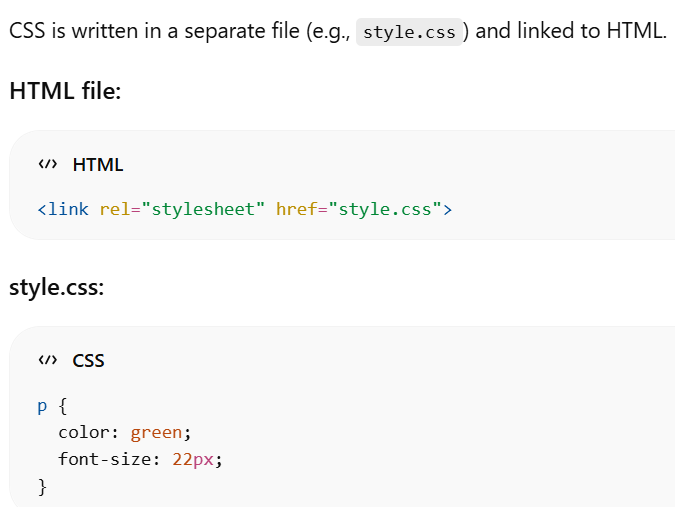 CSS is written in a separate file (e.g., style.css) and linked to HTML.
HTML file:
</> HTML
<link rel="stylesheet" href="style.css">
style.css:
</> CSS
p {
  color: green;
  font-size: 22px;
}